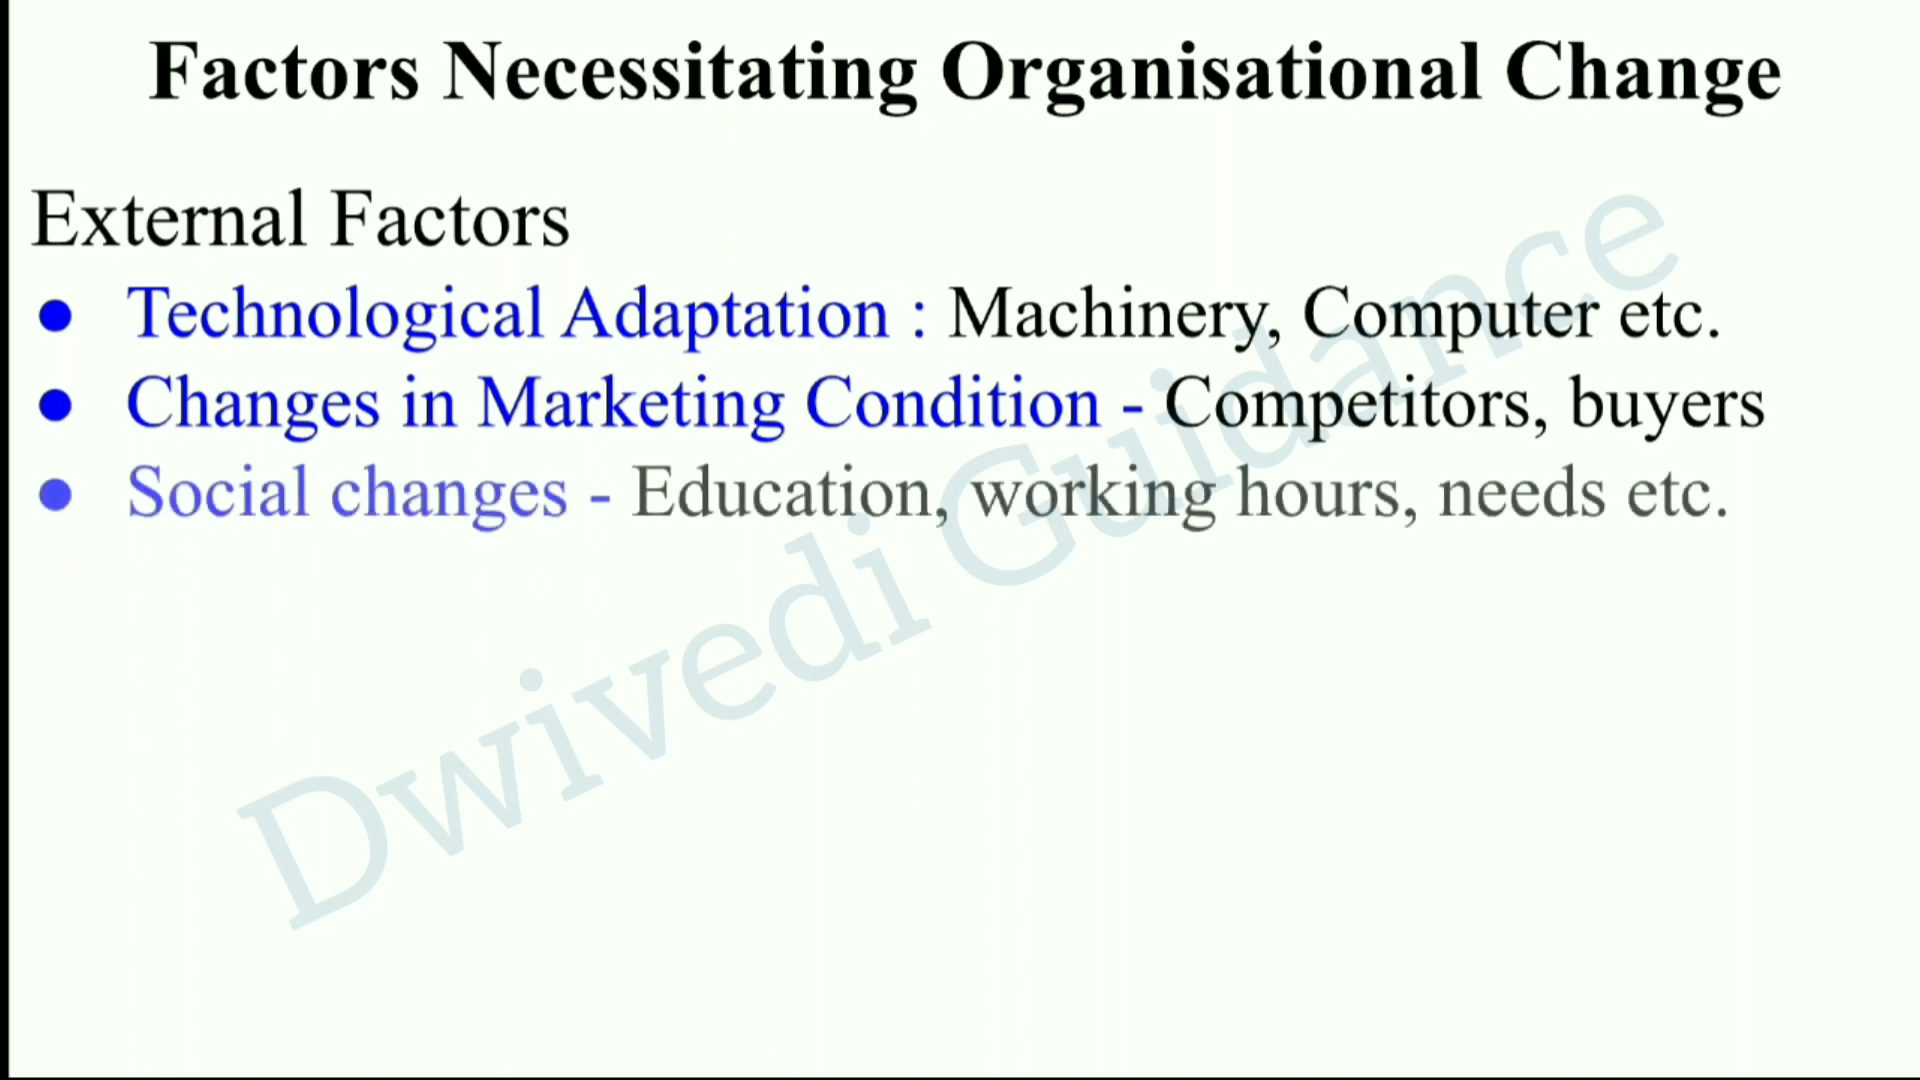 Factors Necessitating Organisational Change
External Factors
● Technological Adaptation : Machinery, Computer etc.
● Changes in Marketing Condition - Competitors, buyers
● Social changes - Education, working hours, needs etc.
Dwivedi Guidance